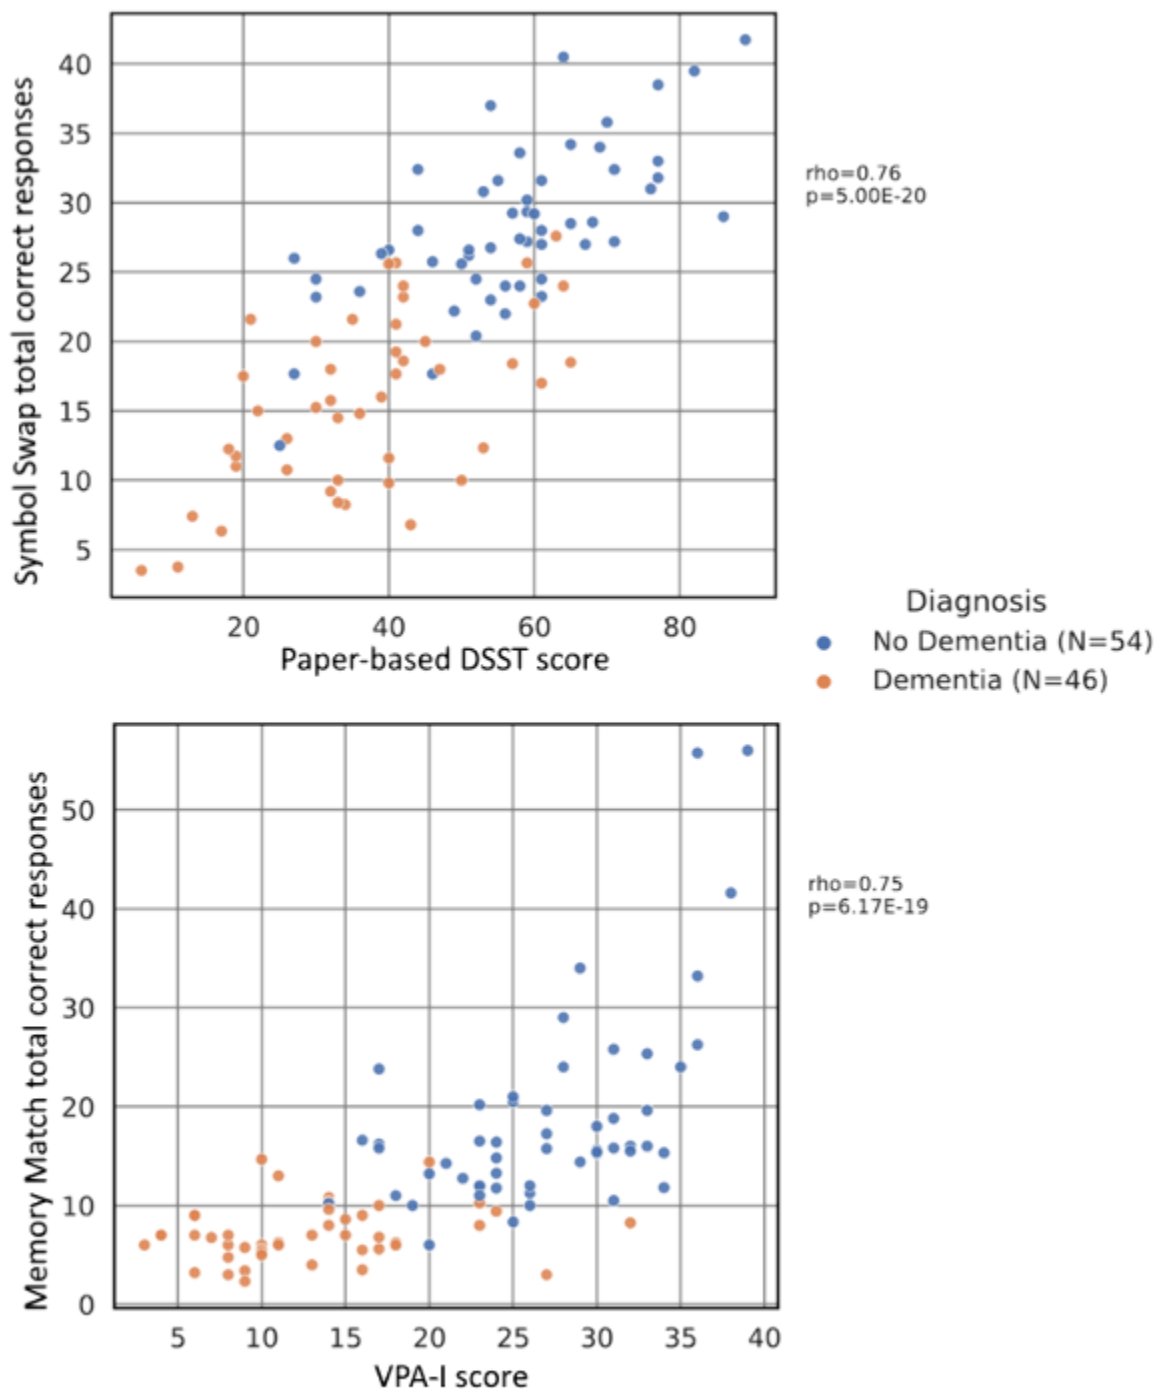 Symbol Swap total correct responses
40
35
30
25
20
15
10
5
20 40 60 80
Paper-based DSST score
rho=0.76
p=5.00E-20
Diagnosis
No Dementia (N=54)
Dementia (N=46)
Memory Match total correct responses
50
40
30
20
10
0
5 10 15 20 25 30 35 40
VPA-I score
rho=0.75
p=6.17E-19